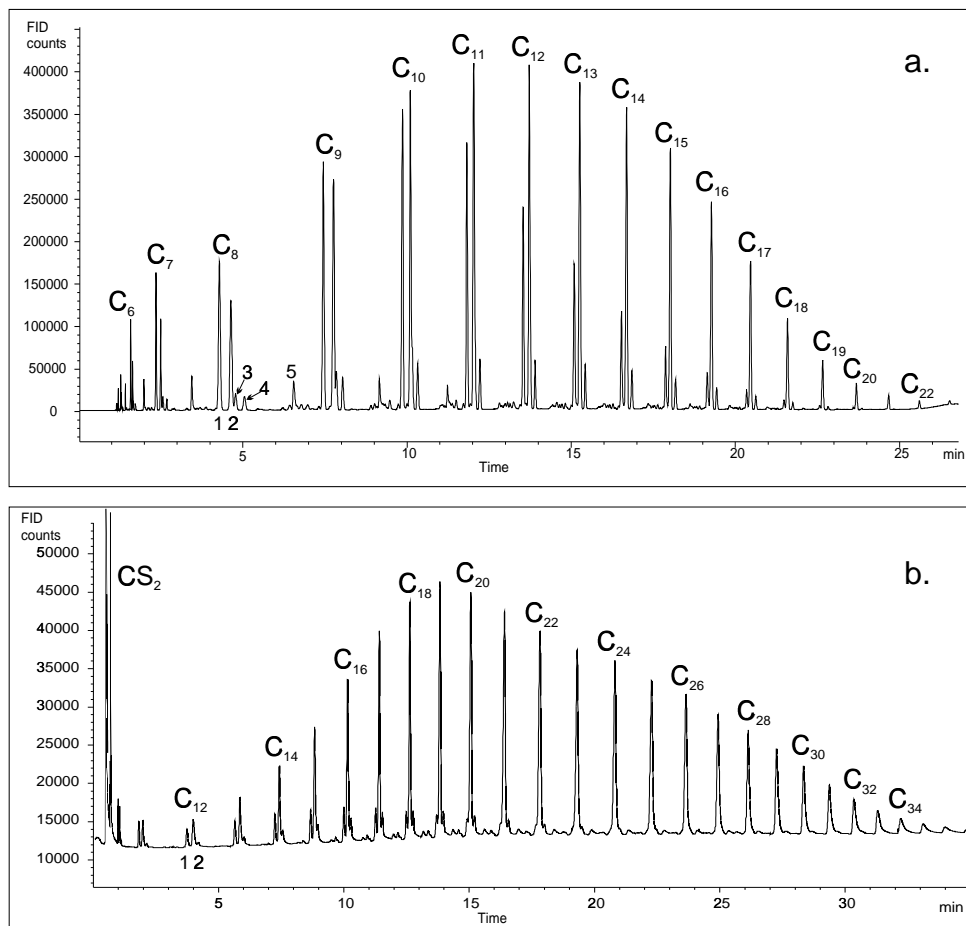 FID
counts
a.
400000
350000
300000
250000
200000
150000
100000
50000
0
C₆
C₇
C₈
C₉
C₁₀
C₁₁
C₁₂
C₁₃
C₁₄
C₁₅
C₁₆
C₁₇
C₁₈
C₁₉
C₂₀
C₂₂
1 2
3
4
5
5 10 15 20 25 min
Time
FID
counts
b.
50000
45000
40000
35000
30000
25000
20000
15000
10000
CS₂
C₁₂
C₁₄
C₁₆
C₁₈
C₂₀
C₂₂
C₂₄
C₂₆
C₂₈
C₃₀
C₃₂
C₃₄
1 2
5 10 15 20 25 30 min
Time